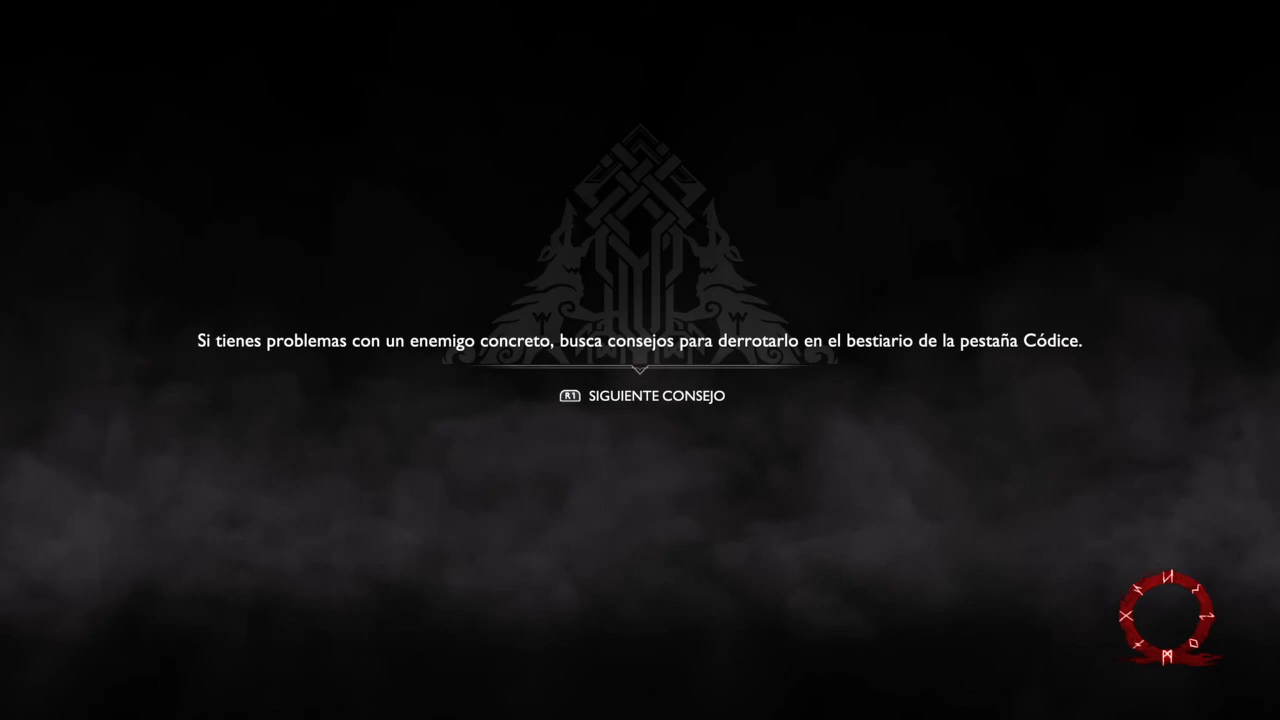 Si tienes problemas con un enemigo concreto, busca consejos para derrotarlo en el bestiario de la pestaña Códice.
R1 SIGUIENTE CONSEJO